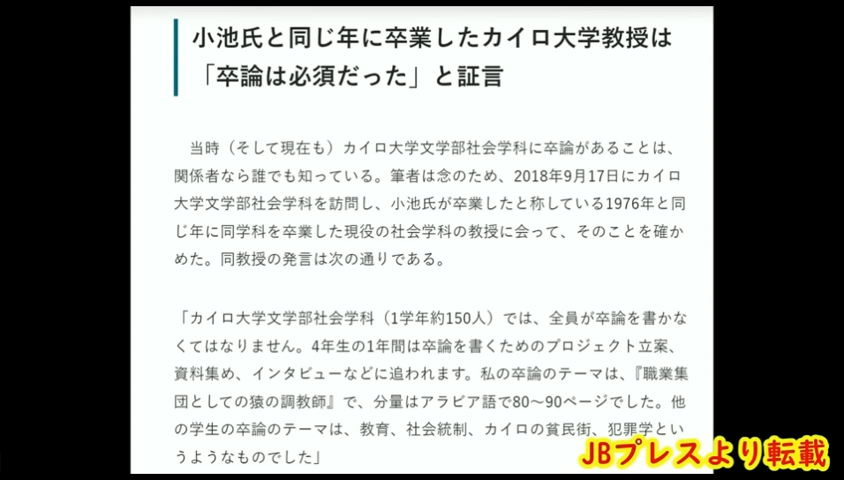 小池氏と同じ年に卒業したカイロ大学教授は
「卒論は必須だった」と証言
当時（そして現在も）カイロ大学文学部社会学科に卒論があることは、
関係者なら誰でも知っている。筆者は念のため、2018年9月17日にカイロ
大学文学部社会学科を訪問し、小池氏が卒業したと称している1976年と同
じ年に同学科を卒業した現役の社会学科の教授に会って、そのことを確か
めた。同教授の発言は次の通りである。
「カイロ大学文学部社会学科（1学年約150人）では、全員が卒論を書かな
くてはなりません。4年生の1年間は卒論を書くためのプロジェクト立案、
資料集め、インタビューなどに追われます。私の卒論のテーマは、『職業集
団としての猿の調教師』で、分量はアラビア語で80～90ページでした。他
の学生の卒論のテーマは、教育、社会統制、カイロの貧民街、犯罪学とい
うようなものでした」
JBプレスより転載